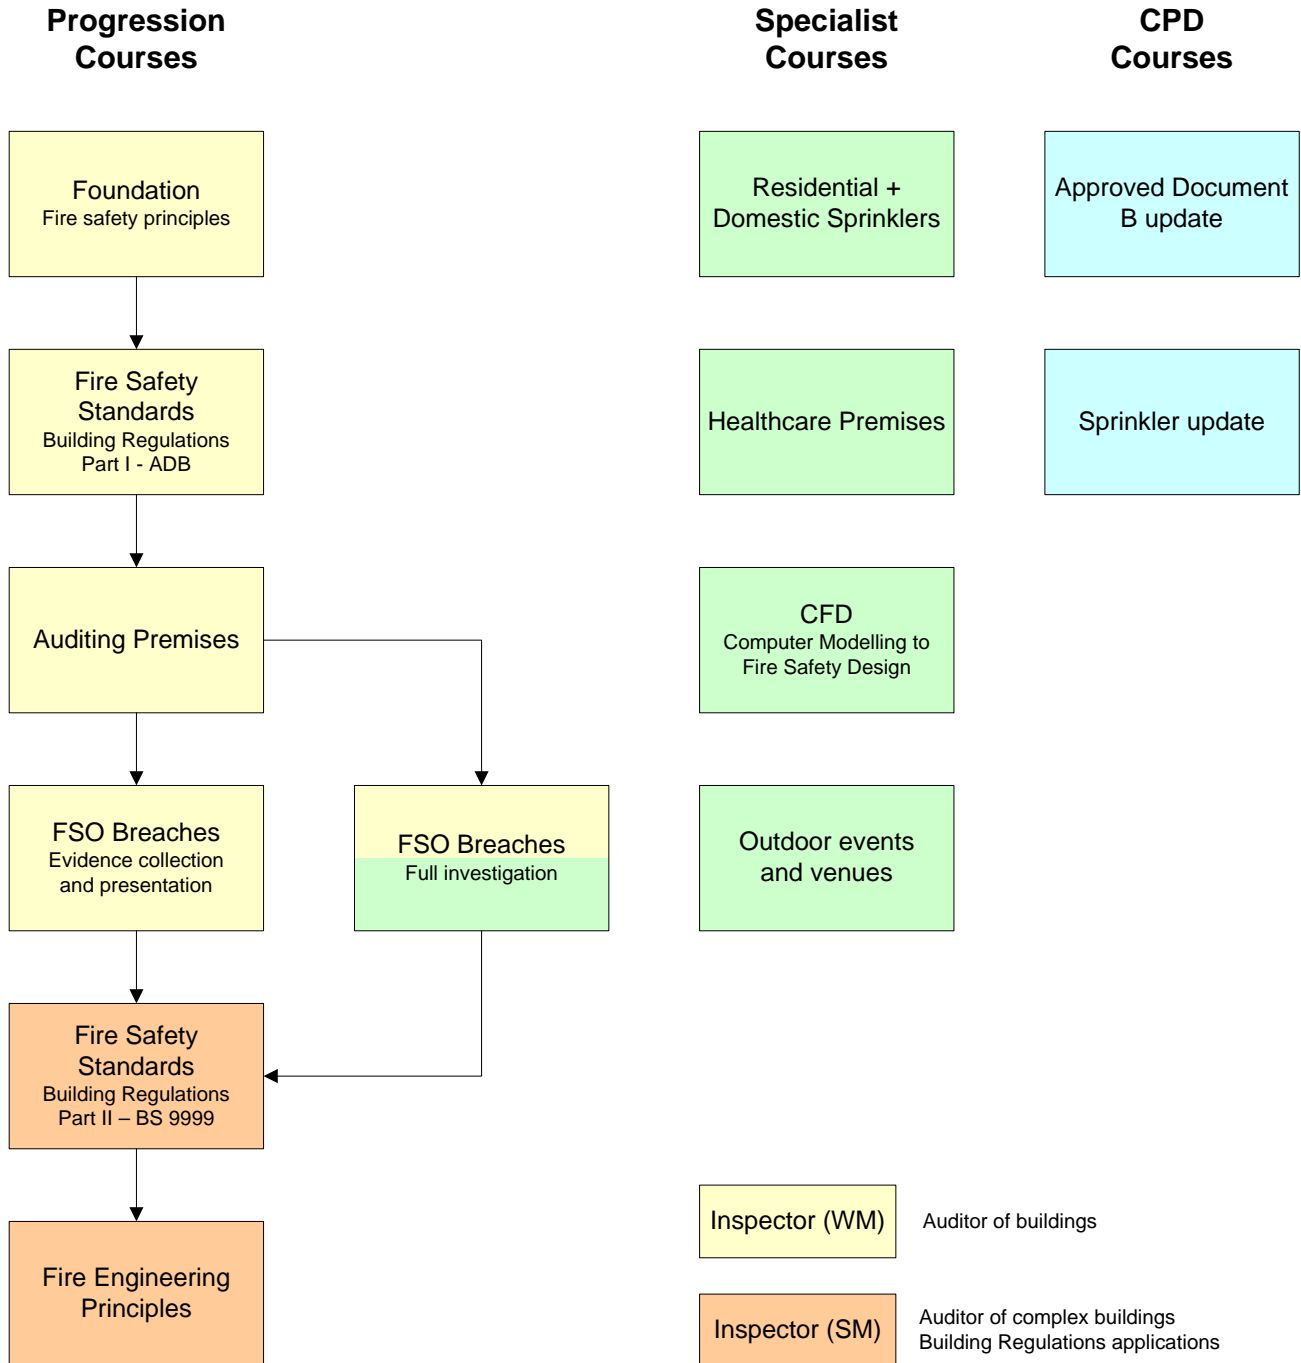 Progression
Courses
Specialist
Courses
CPD
Courses
Foundation
Fire safety principles
Residential +
Domestic Sprinklers
Approved Document
B update
Fire Safety
Standards
Building Regulations
Part I - ADB
Healthcare Premises
Sprinkler update
Auditing Premises
CFD
Computer Modelling to
Fire Safety Design
FSO Breaches
Evidence collection
and presentation
FSO Breaches
Full investigation
Outdoor events
and venues
Fire Safety
Standards
Building Regulations
Part II – BS 9999
Fire Engineering
Principles
Inspector (WM)
Auditor of buildings
Inspector (SM)
Auditor of complex buildings
Building Regulations applications